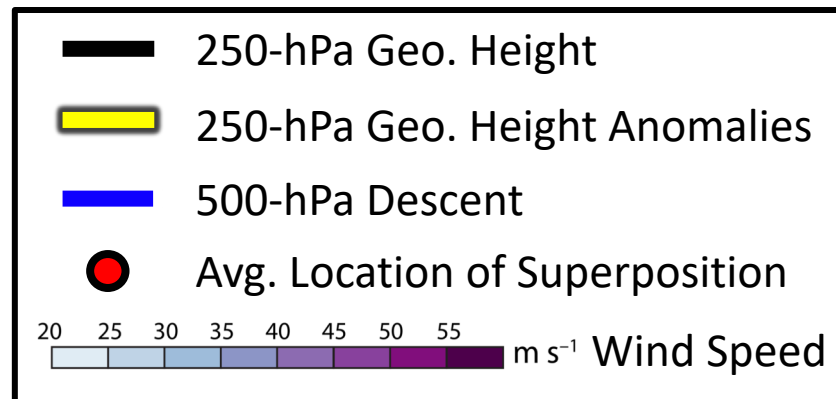 250-hPa Geo. Height
250-hPa Geo. Height Anomalies
500-hPa Descent
Avg. Location of Superposition
20 25 30 35 40 45 50 55
m s⁻¹ Wind Speed